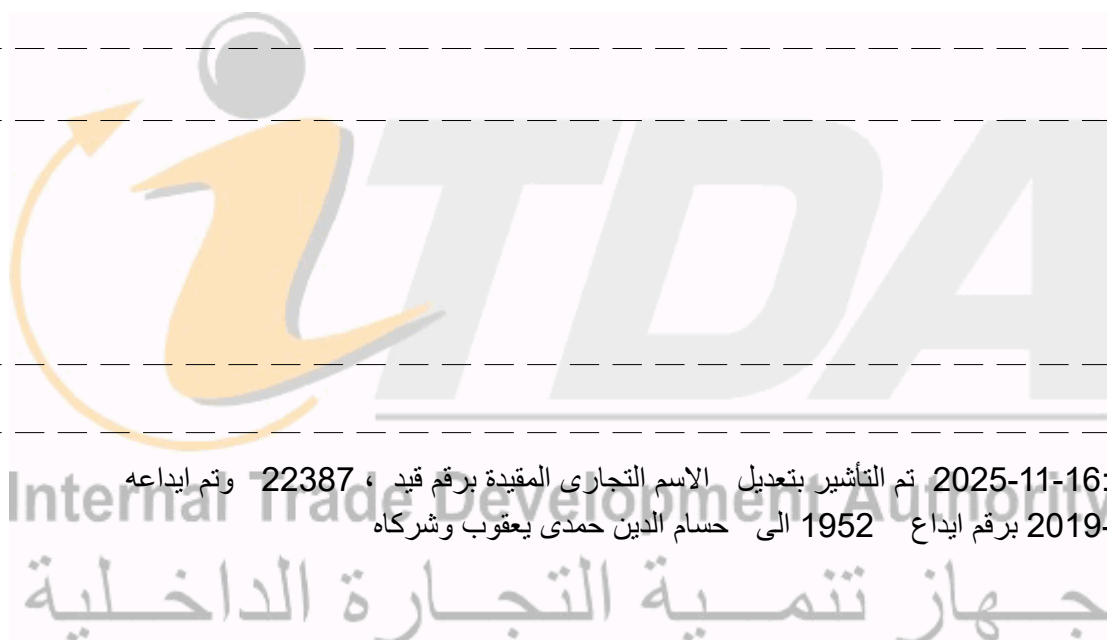 iTDA
:2025-11-16 تم التأشير بتعديل الاسم التجارى المقيدة برقم قيد ، 22387 وتم ايداعه
Internal Trade Development Authority
-2019 برقم ايداع 1952 الى حسام الدين حمدى يعقوب وشركاه
جهاز تنمية التجارة الداخلية